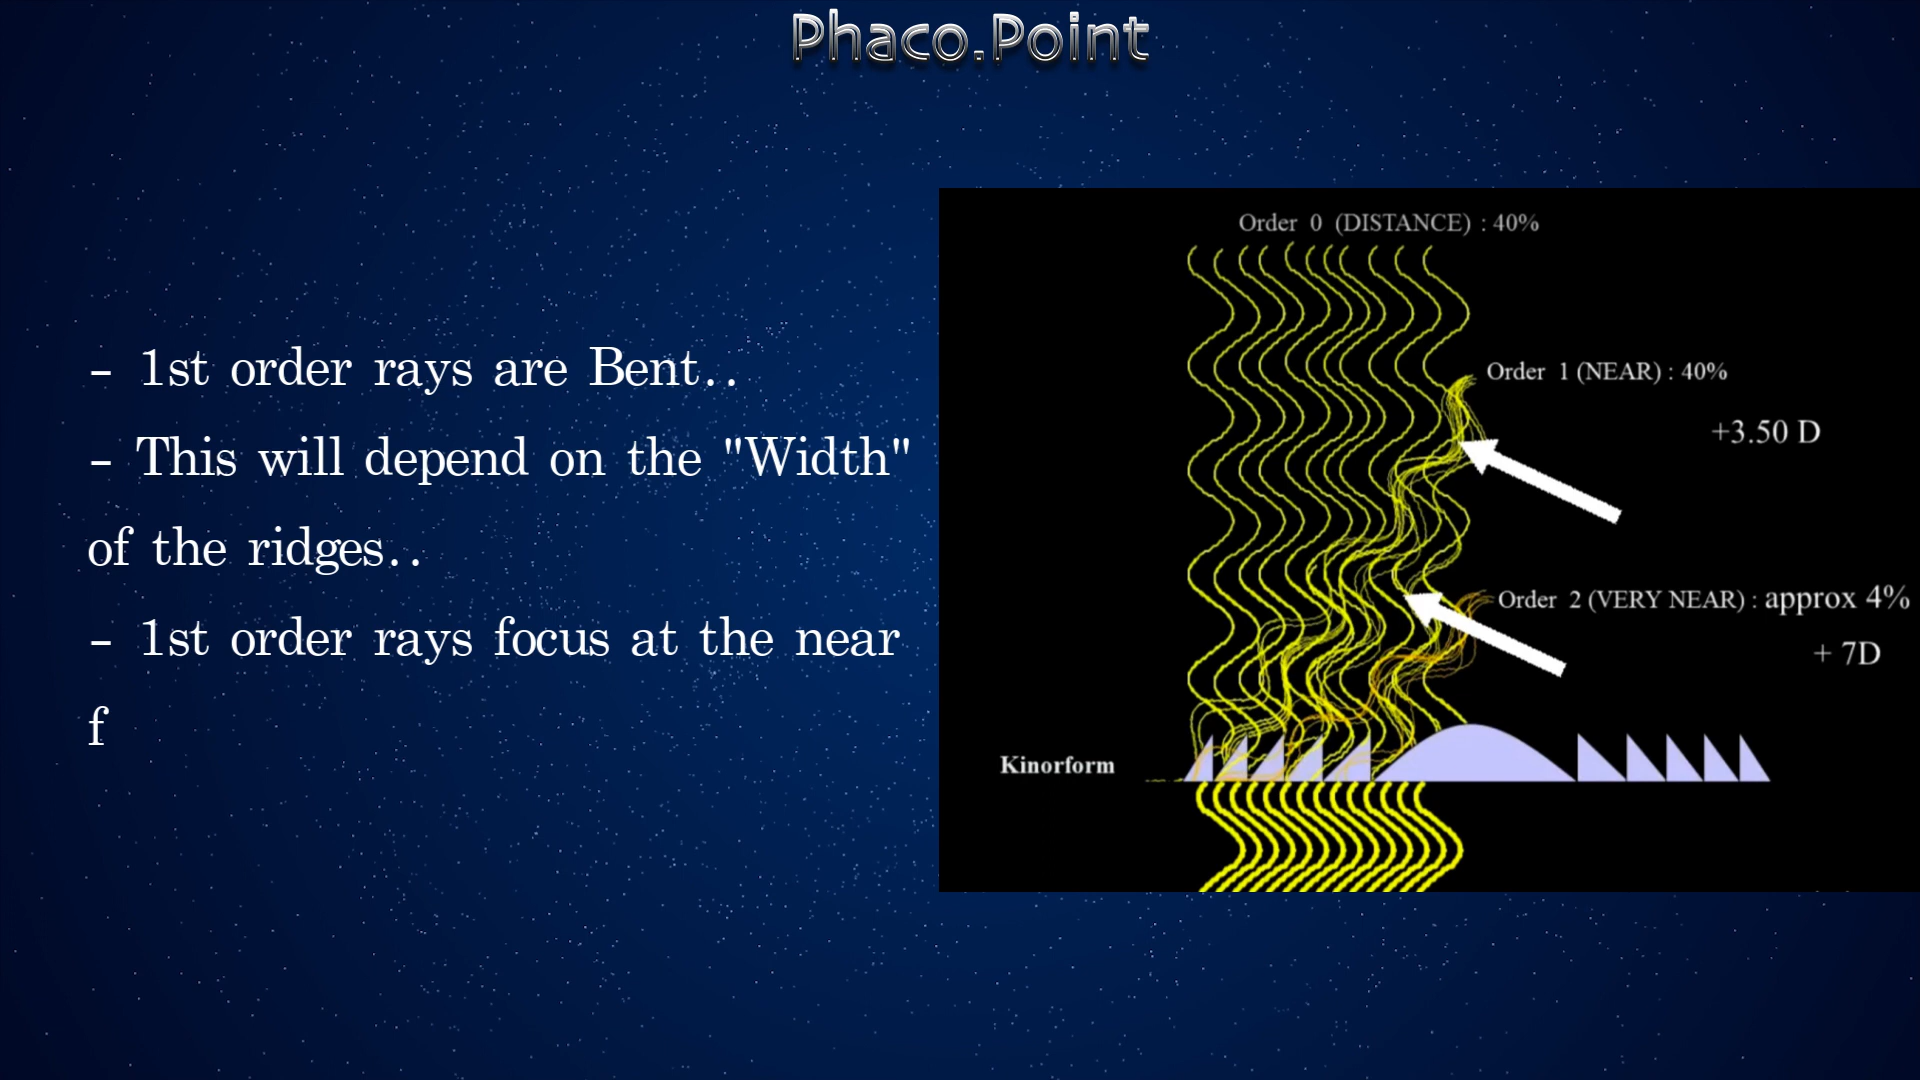 Phaco.Point
- 1st order rays are Bent..
- This will depend on the "Width"
of the ridges..
- 1st order rays focus at the near
f
Order 0 (DISTANCE) : 40%
Order 1 (NEAR) : 40%
+3.50 D
Order 2 (VERY NEAR) : approx 4%
+ 7D
Kinorform